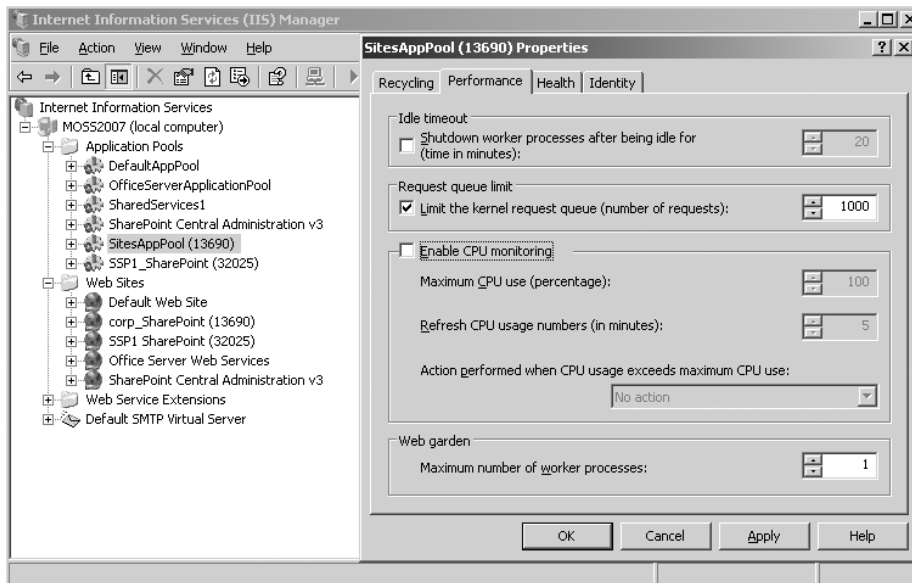 Internet Information Services (IIS) Manager
File Action View Window Help
Internet Information Services
MOSS2007 (local computer)
Application Pools
DefaultAppPool
OfficeServerApplicationPool
SharedServices1
SharePoint Central Administration v3
SitesAppPool (13690)
SSP1_SharePoint (32025)
Web Sites
Default Web Site
corp_SharePoint (13690)
SSP1 SharePoint (32025)
Office Server Web Services
SharePoint Central Administration v3
Web Service Extensions
Default SMTP Virtual Server
SitesAppPool (13690) Properties
Recycling Performance Health Identity
Idle timeout
Shutdown worker processes after being idle for
(time in minutes): 20
Request queue limit
Limit the kernel request queue (number of requests): 1000
Enable CPU monitoring
Maximum CPU use (percentage): 100
Refresh CPU usage numbers (in minutes): 5
Action performed when CPU usage exceeds maximum CPU use:
No action
Web garden
Maximum number of worker processes: 1
OK Cancel Apply Help